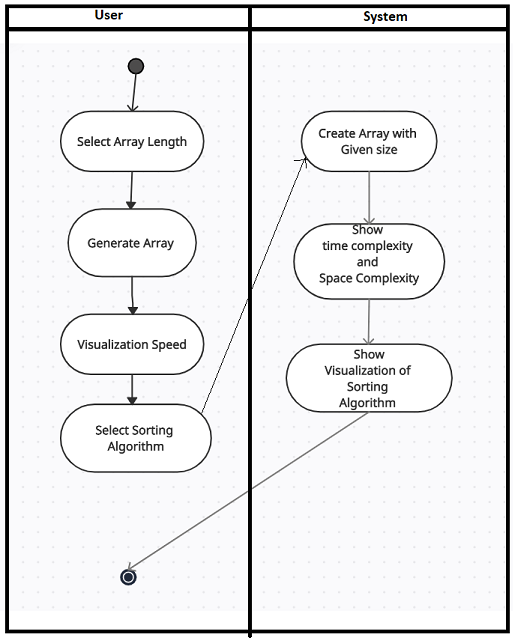 User
System
Select Array Length
Generate Array
Visualization Speed
Select Sorting
Algorithm
Create Array with
Given size
Show
time complexity
and
Space Complexity
Show
Visualization of
Sorting
Algorithm